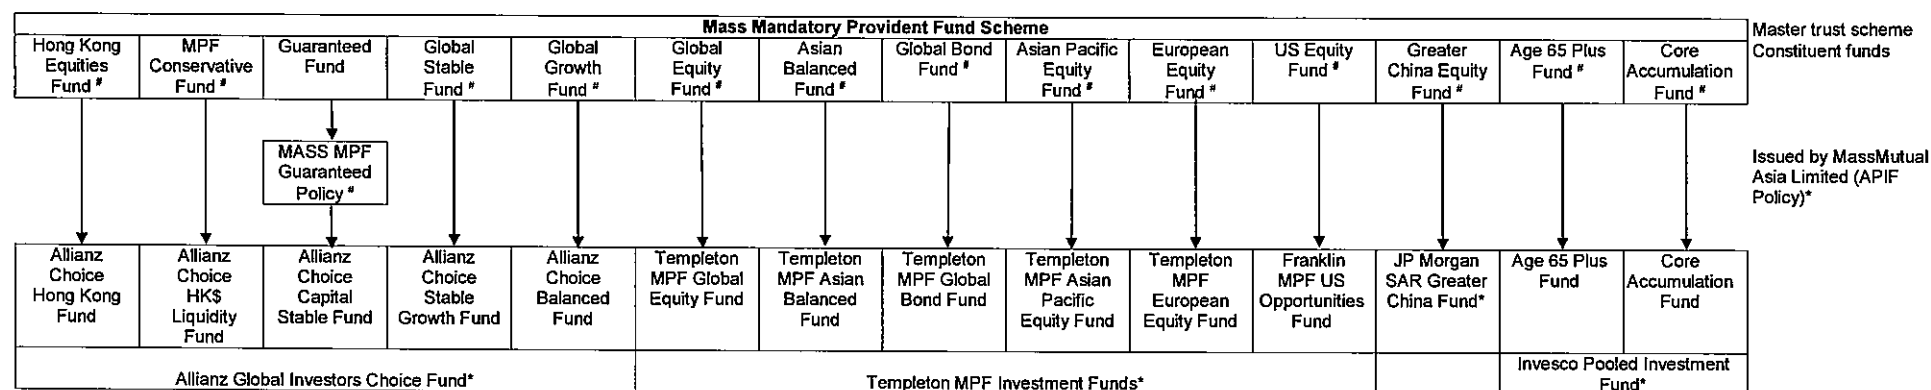 Mass Mandatory Provident Fund Scheme
Master trust scheme
Hong Kong
Equities
Fund #
MPF
Conservative
Fund #
Guaranteed
Fund
Global
Stable
Fund #
Global
Growth
Fund #
Global
Equity
Fund #
Asian
Balanced
Fund #
Global Bond
Fund #
Asian Pacific
Equity
Fund #
European
Equity
Fund #
US Equity
Fund #
Greater
China Equity
Fund #
Age 65 Plus
Fund #
Core
Accumulation
Fund #
Constituent funds
MASS MPF
Guaranteed
Policy #
Issued by MassMutual
Asia Limited (APIF
Policy)*
Allianz
Choice
Hong Kong
Fund
Allianz
Choice
HK$
Liquidity
Fund
Allianz
Choice
Capital
Stable Fund
Allianz
Choice
Stable
Growth Fund
Allianz
Choice
Balanced
Fund
Templeton
MPF Global
Equity Fund
Templeton
MPF Asian
Balanced
Fund
Templeton
MPF Global
Bond Fund
Templeton
MPF Asian
Pacific
Equity Fund
Templeton
MPF
European
Equity Fund
Franklin
MPF US
Opportunities
Fund
JP Morgan
SAR Greater
China Fund*
Age 65 Plus
Fund
Core
Accumulation
Fund
Allianz Global Investors Choice Fund*
Templeton MPF Investment Funds*
Invesco Pooled Investment
Fund*